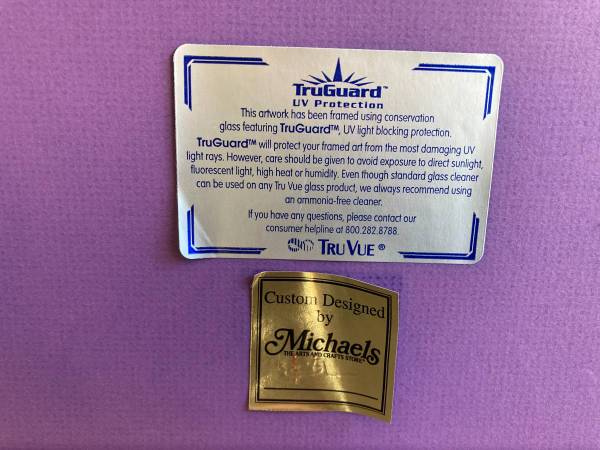 TruGuard™
UV Protection
This artwork has been framed using conservation
glass featuring TruGuard™, UV light blocking protection.
TruGuard™ will protect your framed art from the most damaging UV
light rays. However, care should be given to avoid exposure to direct sunlight,
fluorescent light, high heat or humidity. Even though standard glass cleaner
can be used on any Tru Vue glass product, we always recommend using
an ammonia-free cleaner.
If you have any questions, please contact our
consumer helpline at 800.282.8788.
TRU VUE ®
Custom Designed
by
Michaels
THE ARTS AND CRAFTS STORE